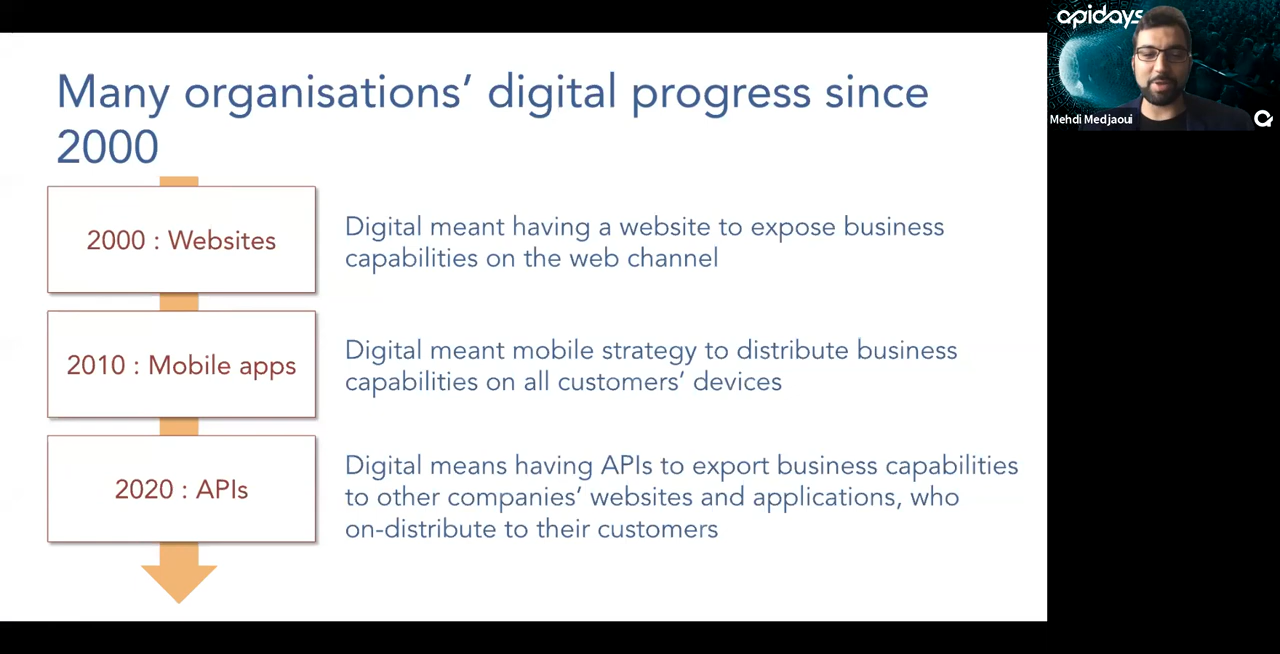 Many organisations’ digital progress since
2000
2000 : Websites
Digital meant having a website to expose business
capabilities on the web channel
2010 : Mobile apps
Digital meant mobile strategy to distribute business
capabilities on all customers’ devices
2020 : APIs
Digital means having APIs to export business capabilities
to other companies’ websites and applications, who
on-distribute to their customers
apidays
Mehdi Medjaoui